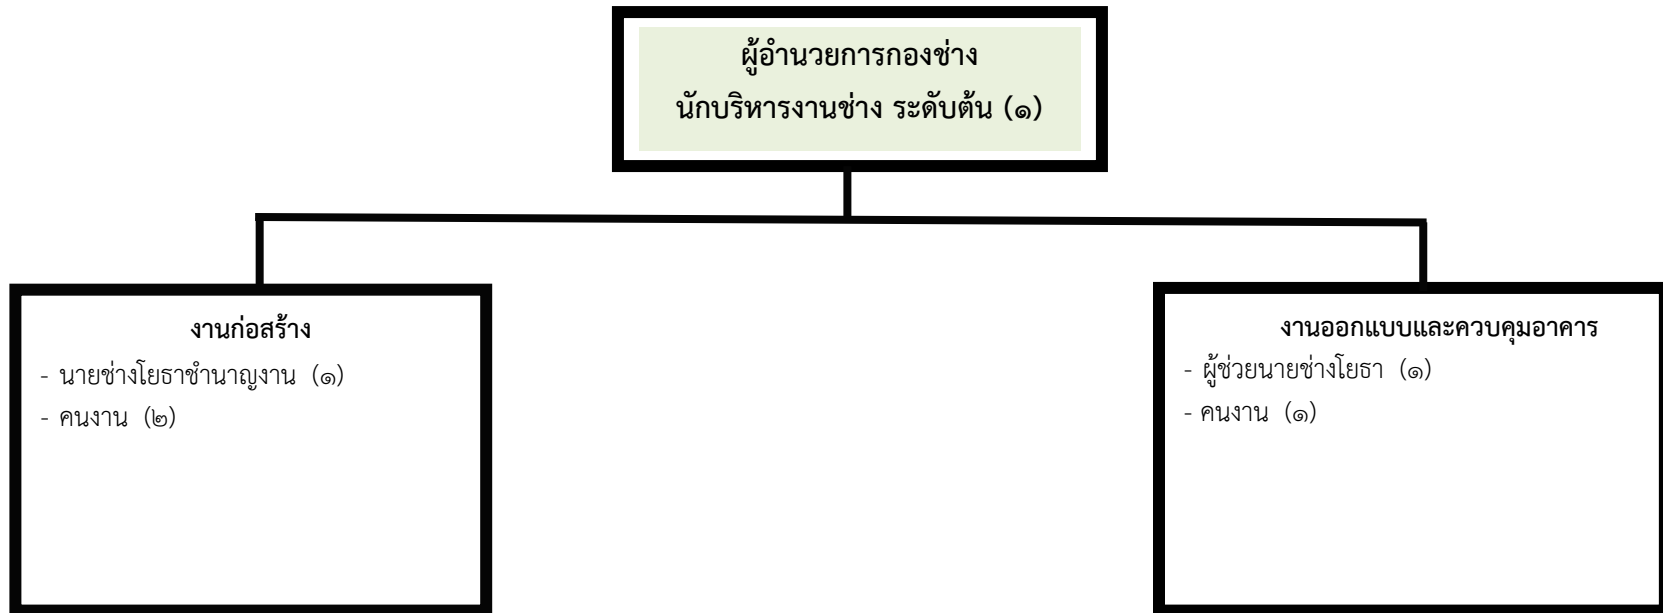 ผู้อำนวยการกองช่าง
นักบริหารงานช่าง ระดับต้น (๑)
งานก่อสร้าง
- นายช่างโยธาชำนาญงาน (๑)
- คนงาน (๒)
งานออกแบบและควบคุมอาคาร
- ผู้ช่วยนายช่างโยธา (๑)
- คนงาน (๑)